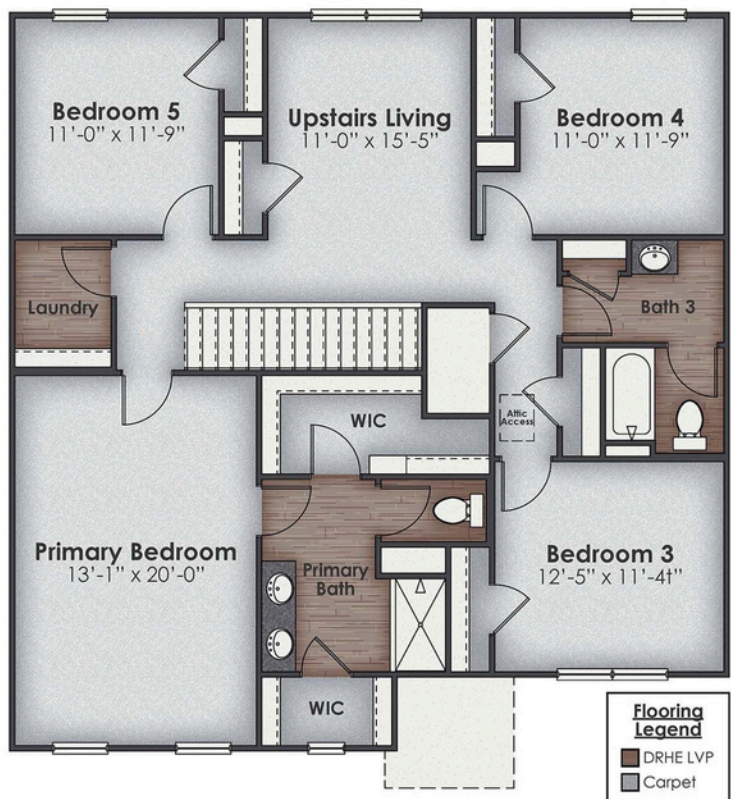 Bedroom 5
11'-0" x 11'-9"
Upstairs Living
11'-0" x 15'-5"
Bedroom 4
11'-0" x 11'-9"
Laundry
Bath 3
WIC
Attic
Access
Primary Bedroom
13'-1" x 20'-0"
Primary
Bath
Bedroom 3
12'-5" x 11'-4t"
WIC
Flooring
Legend
DRHE LVP
Carpet